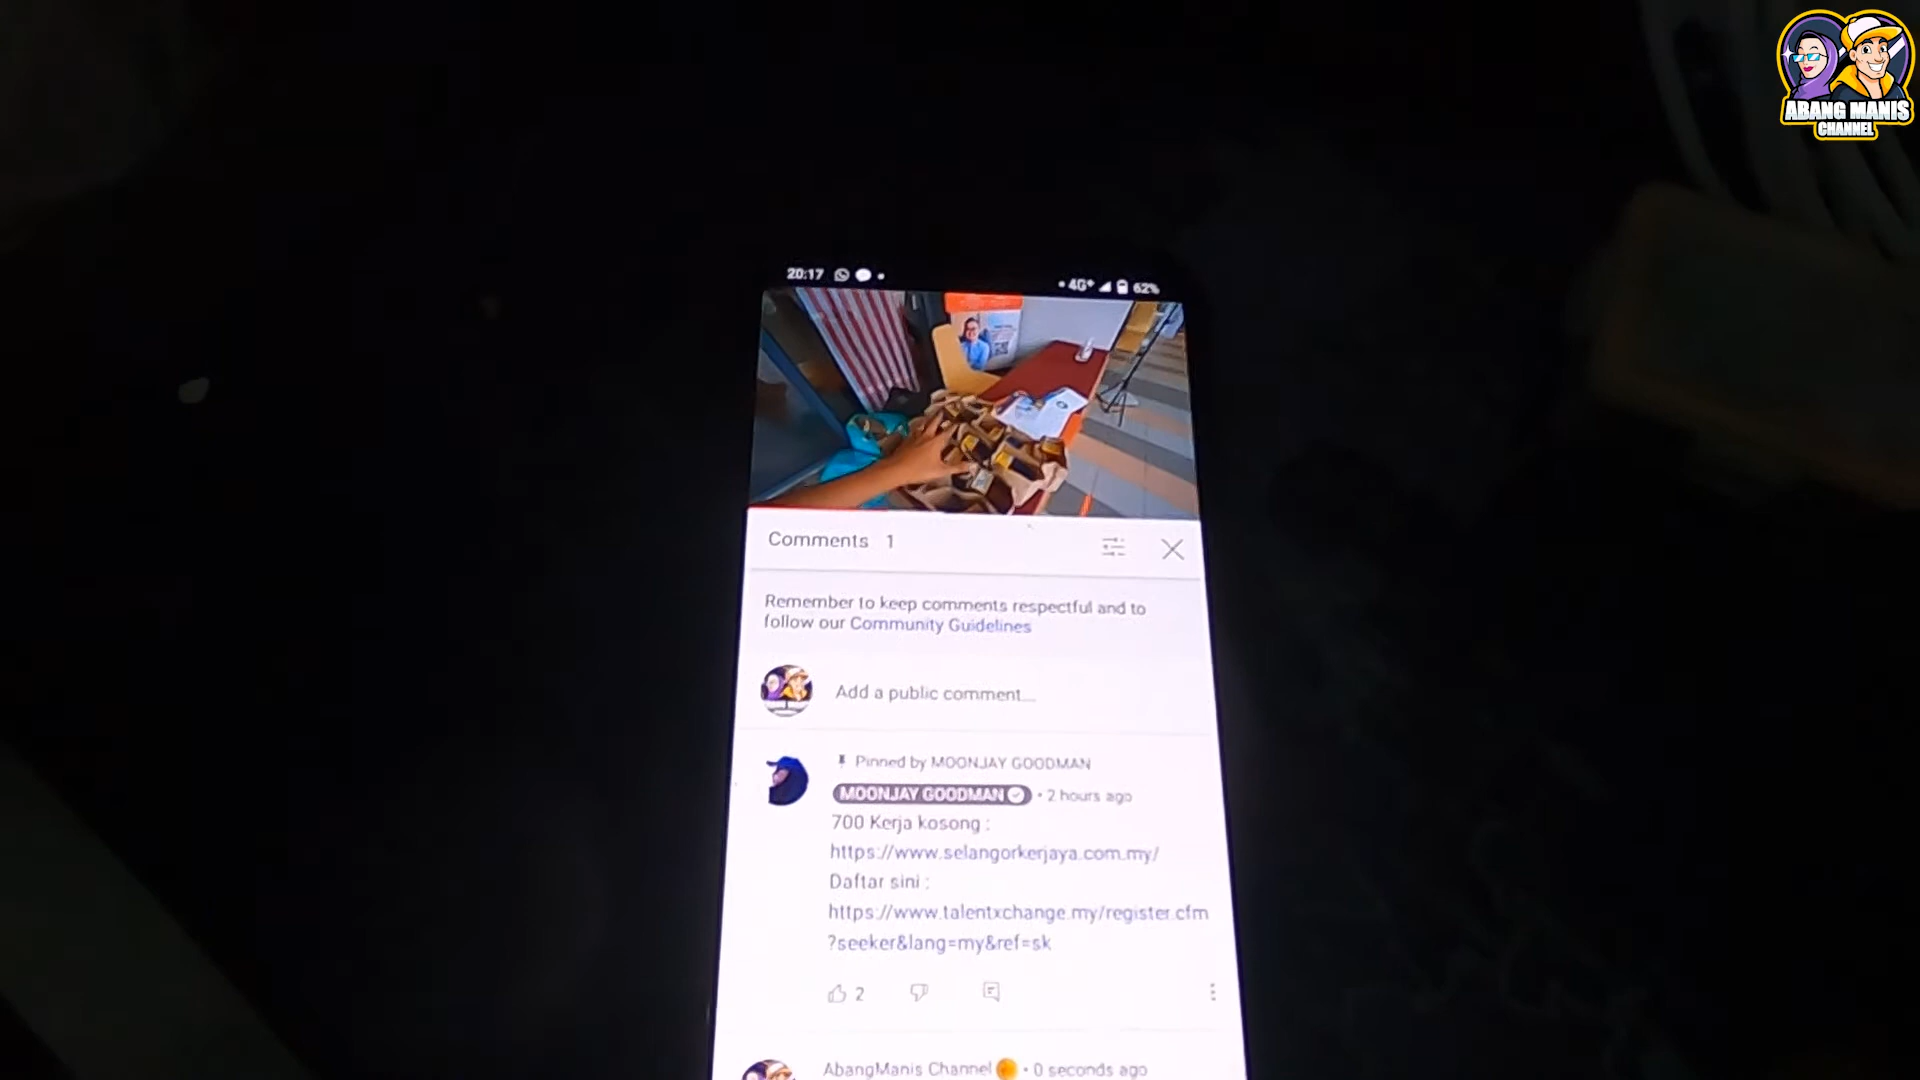 ABANG MANIS
CHANNEL
20:17
4G+ 62%
Comments 1
Remember to keep comments respectful and to
follow our Community Guidelines
Add a public comment...
Pinned by MOONJAY GOODMAN
MOONJAY GOODMAN • 2 hours ago
700 Kerja kosong :
https://www.selangorkerjaya.com.my/
Daftar sini :
https://www.talentxchange.my/register.cfm
?seeker&lang=my&ref=sk
2
AbangManis Channel • 0 seconds ago